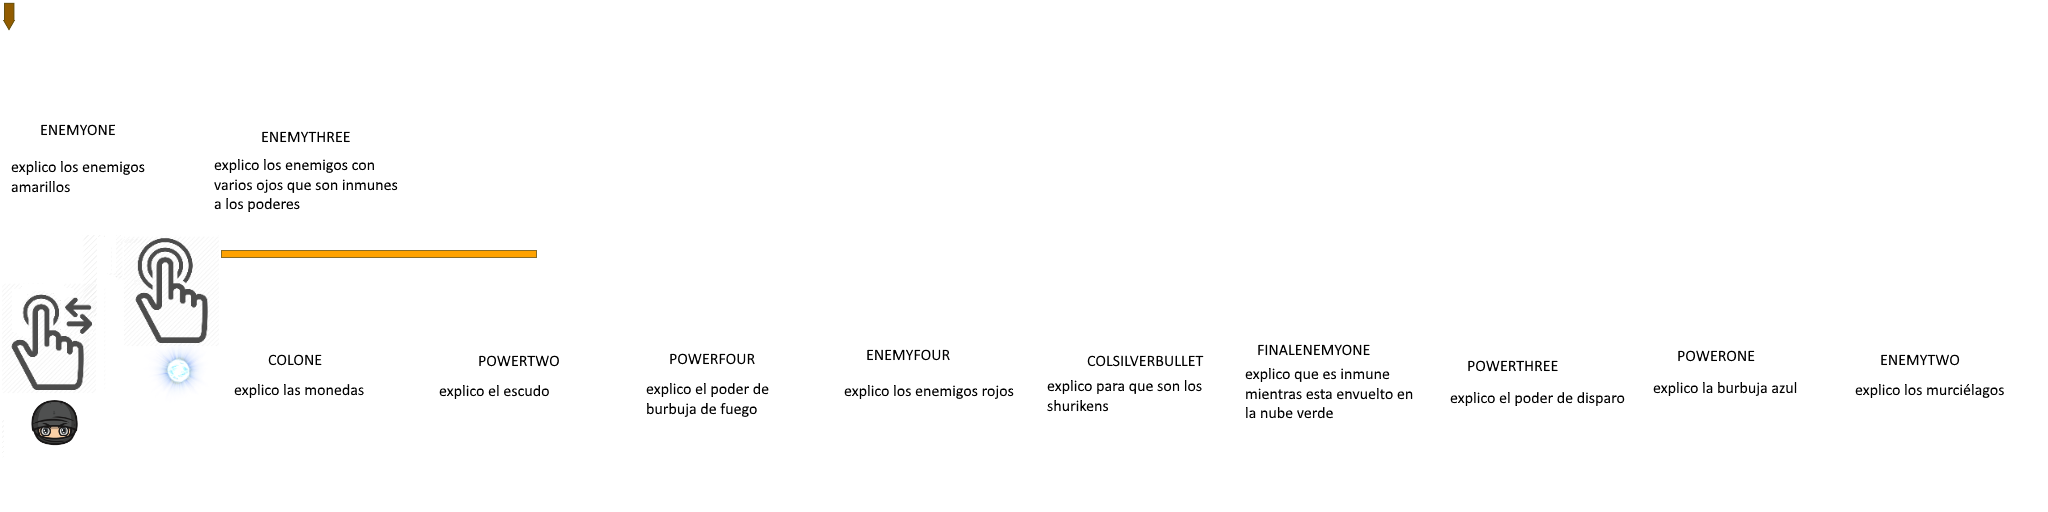 ENEMYONE
explico los enemigos
amarillos
ENEMYTHREE
explico los enemigos con
varios ojos que son inmunes
a los poderes
COLONE
explico las monedas
POWERTWO
explico el escudo
POWERFOUR
explico el poder de
burbuja de fuego
ENEMYFOUR
explico los enemigos rojos
COLSILVERBULLET
explico para que son los
shurikens
FINALENEMYONE
explico que es inmune
mientras esta envuelto en
la nube verde
POWERTHREE
explico el poder de disparo
POWERONE
explico la burbuja azul
ENEMYTWO
explico los murciélagos